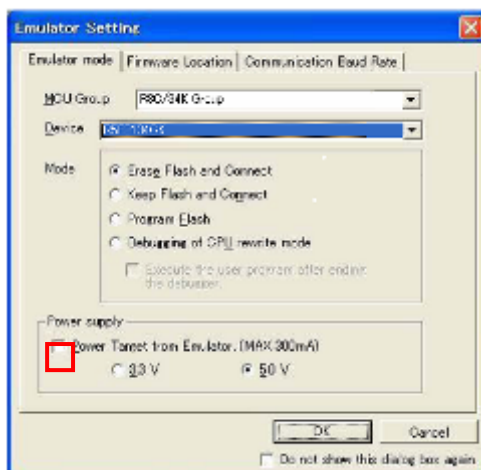 Emulator Setting
Emulator mode Firmware Location Communication Baud Rate
MCU Group R8C/34K Group
Device
Mode
Erase Flash and Connect
Keep Flash and Connect
Program Flash
Debugging of CPU rewrite mode
Execute the user program after ending
the debugger.
Power supply
Power Target from Emulator. (MAX 300mA)
3.3 V 5.0 V
OK Cancel
Do not show this dialog box again.